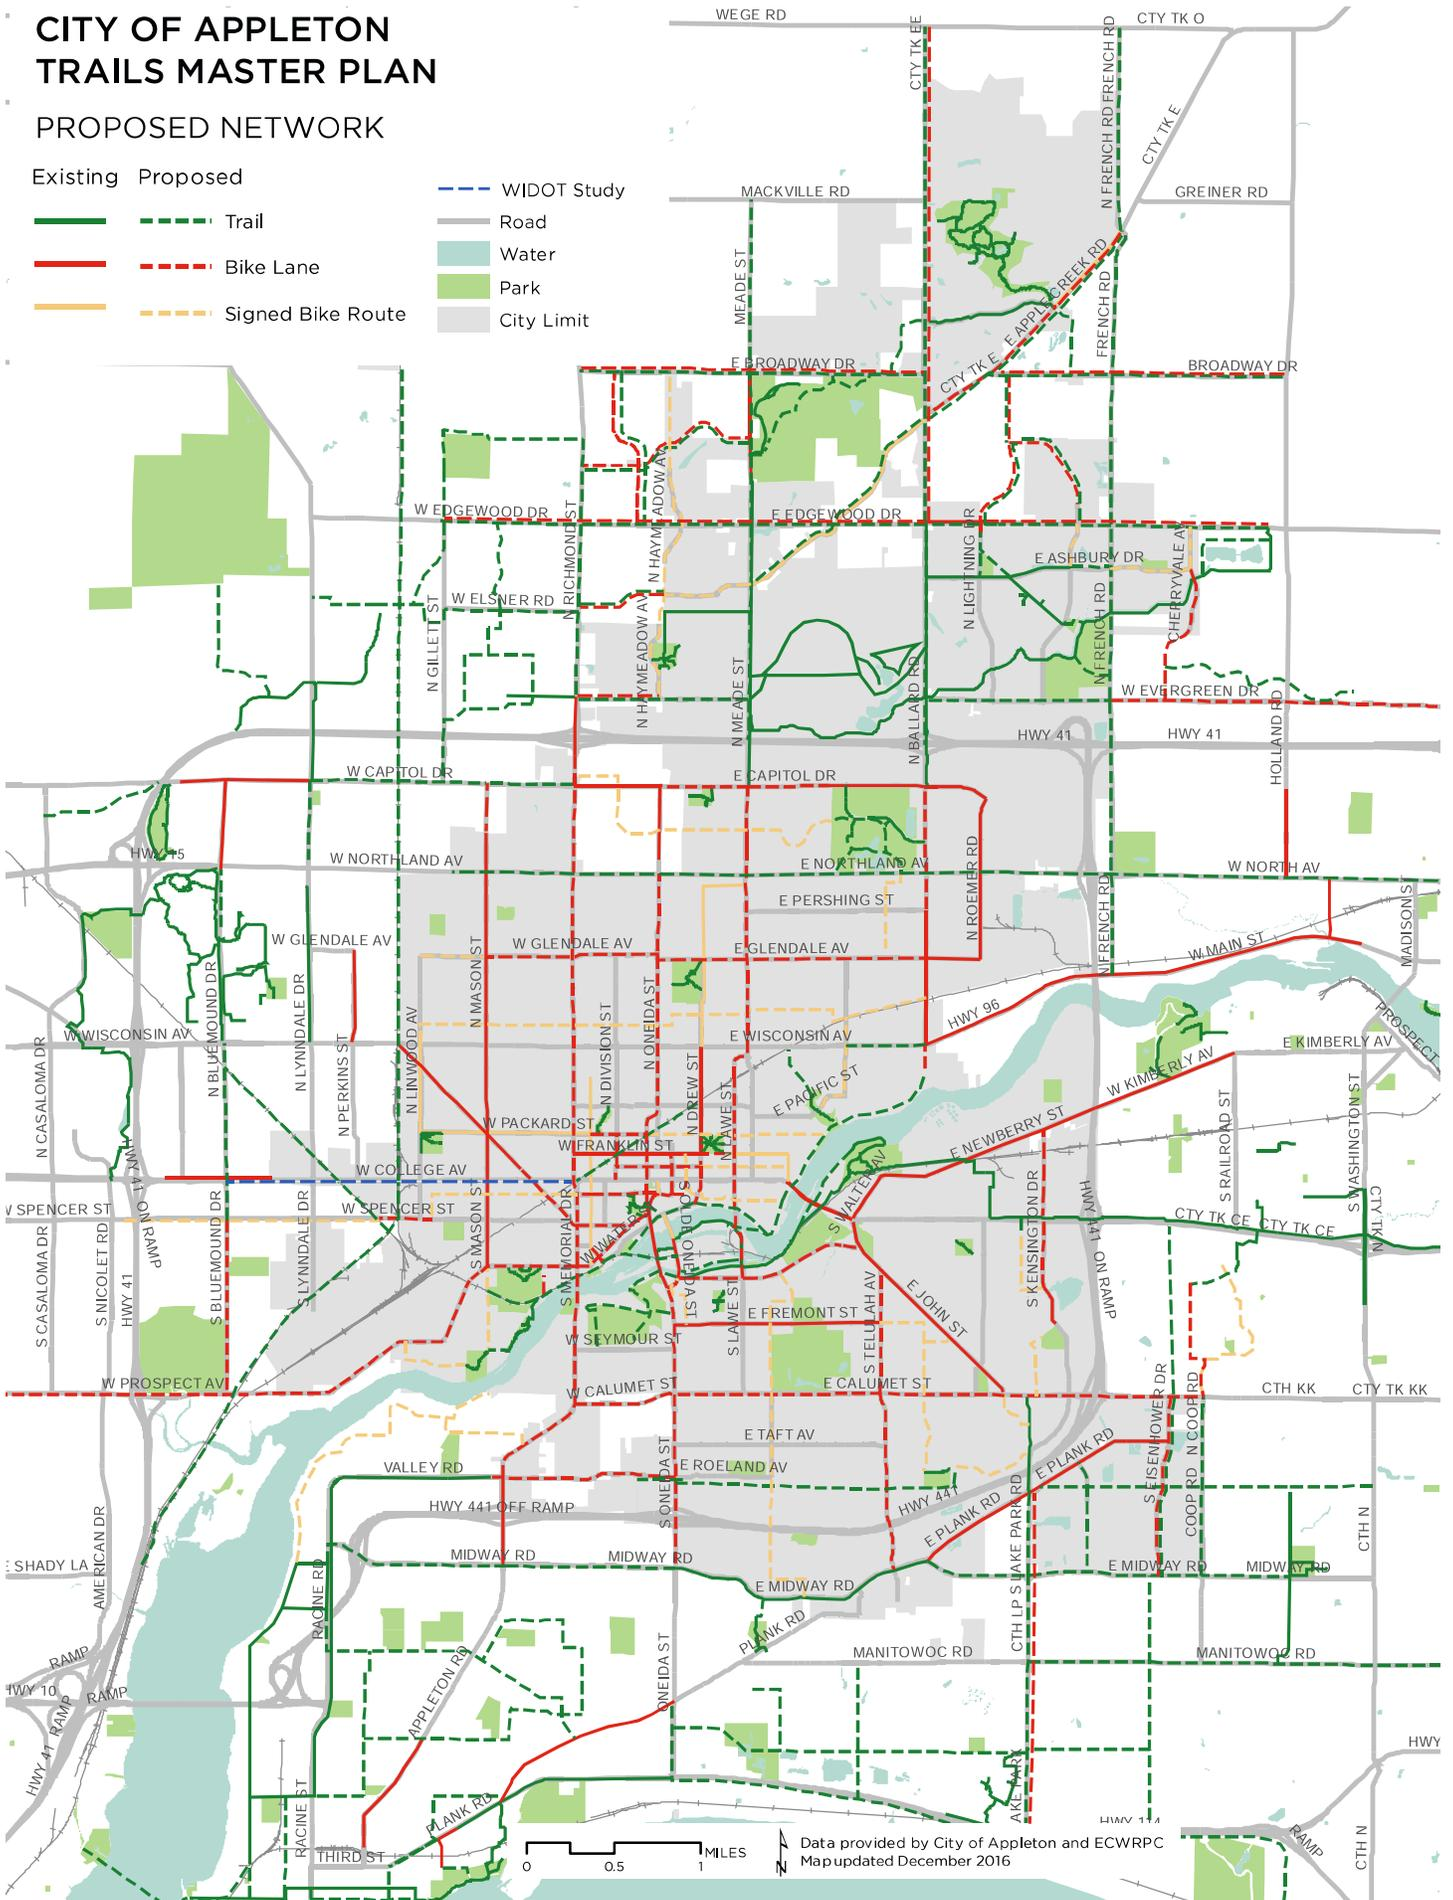 CITY OF APPLETON
TRAILS MASTER PLAN
PROPOSED NETWORK
Existing Proposed
Trail
Bike Lane
Signed Bike Route
WIDOT Study
Road
Water
Park
City Limit
WEGE RD
CTY TK O
CTY TK EE
N FRENCH RD
FRENCH RD
CTY TK E
MACKVILLE RD
GREINER RD
MEADE ST
E APPLECREEK RD
FRENCH RD
CTY TK E
E BROADWAY DR
BROADWAY DR
W EDGEWOOD DR
E EDGEWOOD DR
N RICHMOND ST
N HAYMEADOW AV
N LIGHTNING DR
E ASHBURY DR
CHERRYVALE AV
W ELSNER RD
N GILLETT ST
N HAYMEADOW AV
N MEADE ST
N BALLARD RD
N FRENCH RD
W EVERGREEN DR
HOLLAND RD
HWY 41
HWY 41
W CAPITOL DR
E CAPITOL DR
HWY 15
W NORTHLAND AV
E NORTHLAND AV
W NORTH AV
E PERSHING ST
N ROEMER RD
N FRENCH RD
MADISON ST
W GLENDALE AV
W GLENDALE AV
E GLENDALE AV
W MAIN ST
N BLUEMOUND DR
N LYNNDALE DR
N MASON ST
N DIVISION ST
N ONEIDA ST
HWY 96
W WISCONSIN AV
E WISCONSIN AV
PROSPECT
N CASALOMA DR
N PERKINS ST
N LINWOOD AV
N DREW ST
N LAWE ST
E PACIFIC ST
W KIMBERLY AV
E KIMBERLY AV
W PACKARD ST
W FRANKLIN ST
E NEWBERRY ST
S RAILROAD ST
S WASHINGTON ST
HWY 41 ON RAMP
W COLLEGE AV
S WALTER AV
W SPENCER ST
W SPENCER ST
W WATER ST
S OLDE ONEIDA ST
S KENSINGTON DR
HWY 441 ON RAMP
CTY TK CE
CTY TK CE
CTY TK N
S CASALOMA DR
S NICOLET RD
HWY 41
S BLUEMOUND DR
S LYNNDALE DR
S MASON ST
S MEMORIAL DR
S LAWE ST
E FREMONT ST
S TELULAH AV
E JOHN ST
W SEYMOUR ST
W PROSPECT AV
W CALUMET ST
E CALUMET ST
CTH KK
CTY TK KK
E TAFT AV
S EISENHOWER DR
N COOP RD
VALLEY RD
E ROELAND AV
S ONEIDA ST
E PLANK RD
HWY 441 OFF RAMP
HWY 441
E PLANK RD
COOP RD
CTH N
AMERICAN DR
E SHADY LA
MIDWAY RD
MIDWAY RD
E MIDWAY RD
E MIDWAY RD
MIDWAY RD
RACINE RD
CTH LP S LAKE PARK RD
PLANK RD
MANITOWOC RD
MANITOWOC RD
RAMP
HWY 10
RAMP
RAMP
APPLETON RD
ONEIDA ST
HWY 41
HWY
RACINE ST
PLANK RD
THIRD ST
HWY 114
RAMP
CTH N
0 0.5 1 MILES
N
Data provided by City of Appleton and ECWRPC
Map updated December 2016